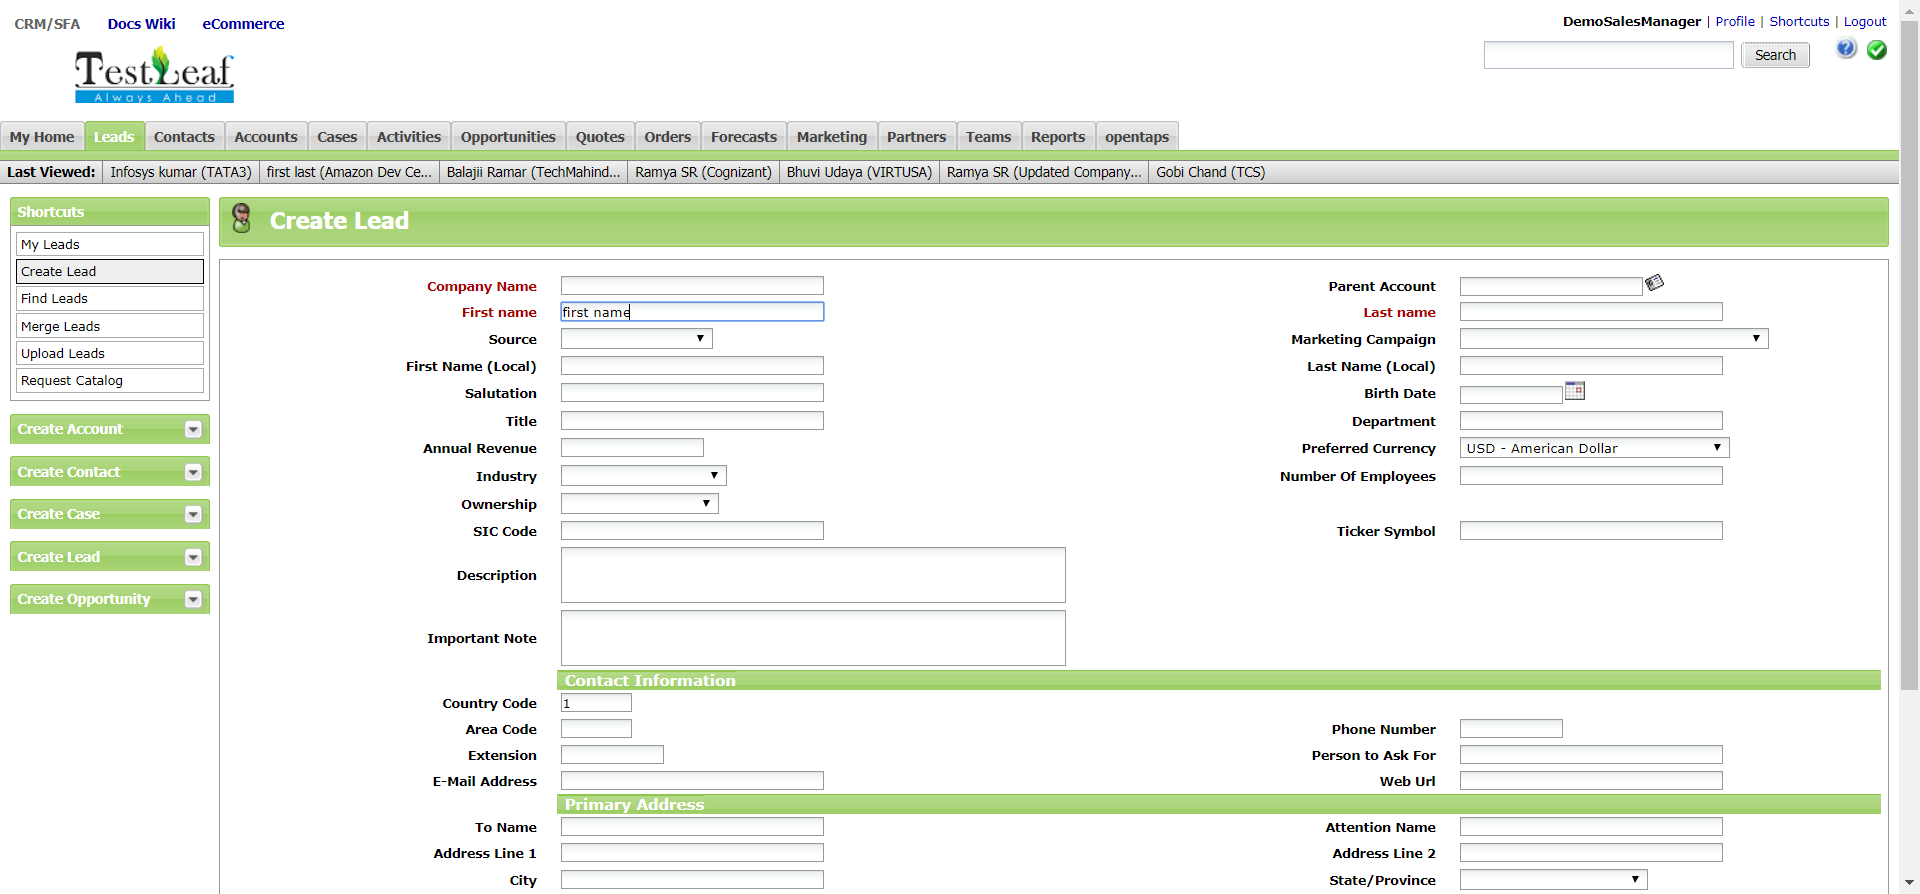 CRM/SFA Docs Wiki eCommerce
DemoSalesManager | Profile | Shortcuts | Logout
TestLeaf
Always Ahead
Search
My Home Leads Contacts Accounts Cases Activities Opportunities Quotes Orders Forecasts Marketing Partners Teams Reports opentaps
Last Viewed: Infosys kumar (TATA3) first last (Amazon Dev Ce... Balajii Ramar (TechMahind... Ramya SR (Cognizant) Bhuvi Udaya (VIRTUSA) Ramya SR (Updated Company... Gobi Chand (TCS)
Shortcuts
My Leads
Create Lead
Find Leads
Merge Leads
Upload Leads
Request Catalog
Create Account
Create Contact
Create Case
Create Lead
Create Opportunity
Create Lead
Company Name Parent Account
First name first name Last name
Source Marketing Campaign
First Name (Local) Last Name (Local)
Salutation Birth Date
Title Department
Annual Revenue Preferred Currency USD - American Dollar
Industry Number Of Employees
Ownership
SIC Code Ticker Symbol
Description
Important Note
Contact Information
Country Code 1
Area Code Phone Number
Extension Person to Ask For
E-Mail Address Web Url
Primary Address
To Name Attention Name
Address Line 1 Address Line 2
City State/Province